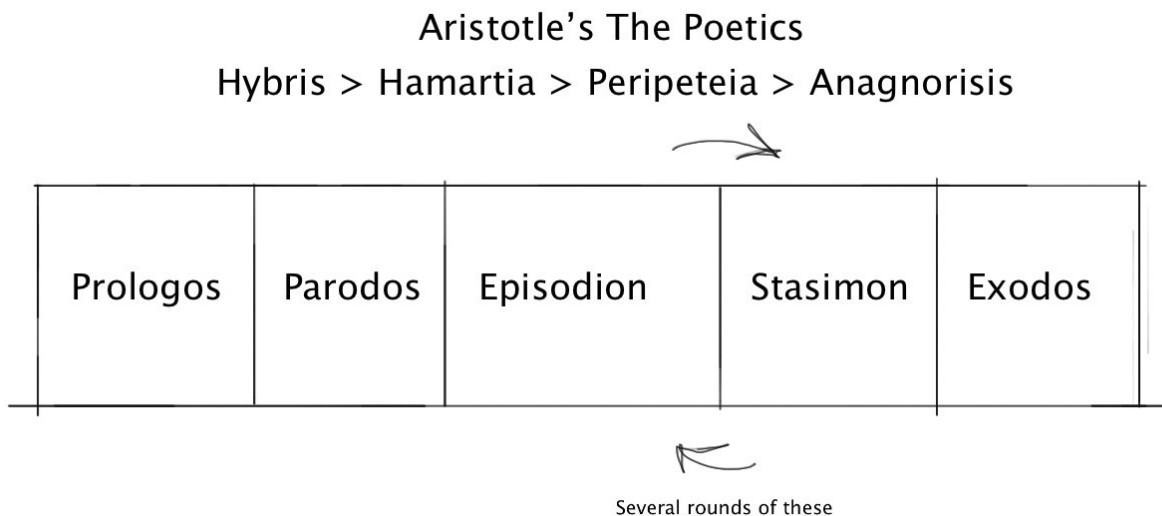 Aristotle’s The Poetics
Hybris > Hamartia > Peripeteia > Anagnorisis
Prologos Parodos Episodion Stasimon Exodos
Several rounds of these